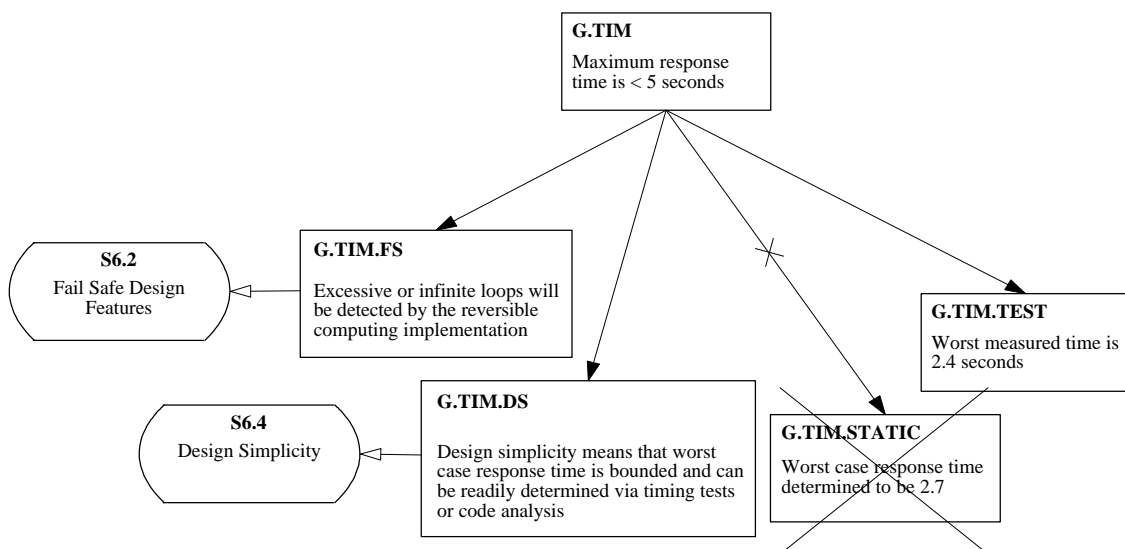 G.TIM
Maximum response
time is < 5 seconds
S6.2
Fail Safe Design
Features
G.TIM.FS
Excessive or infinite loops will
be detected by the reversible
computing implementation
G.TIM.TEST
Worst measured time is
2.4 seconds
S6.4
Design Simplicity
G.TIM.DS
Design simplicity means that worst
case response time is bounded and can
be readily determined via timing tests
or code analysis
G.TIM.STATIC
Worst case response time
determined to be 2.7